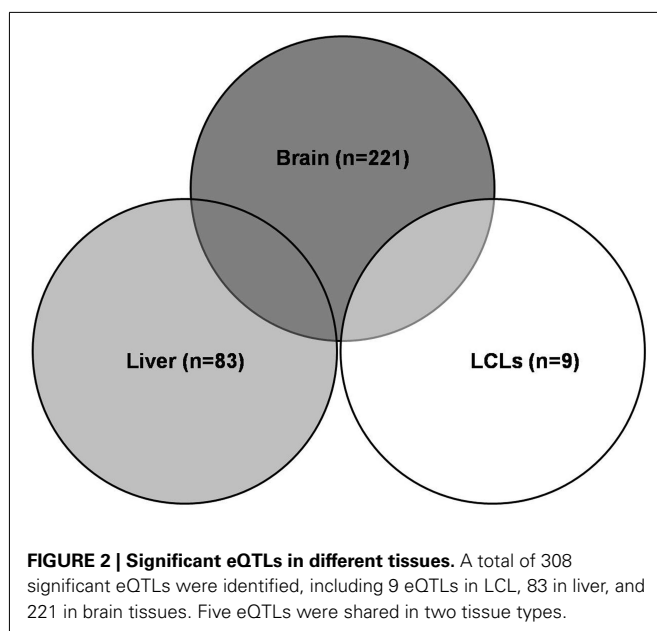 Brain (n=221)
Liver (n=83)
LCLs (n=9)
FIGURE 2 | Significant eQTLs in different tissues. A total of 308
significant eQTLs were identified, including 9 eQTLs in LCL, 83 in liver, and
221 in brain tissues. Five eQTLs were shared in two tissue types.